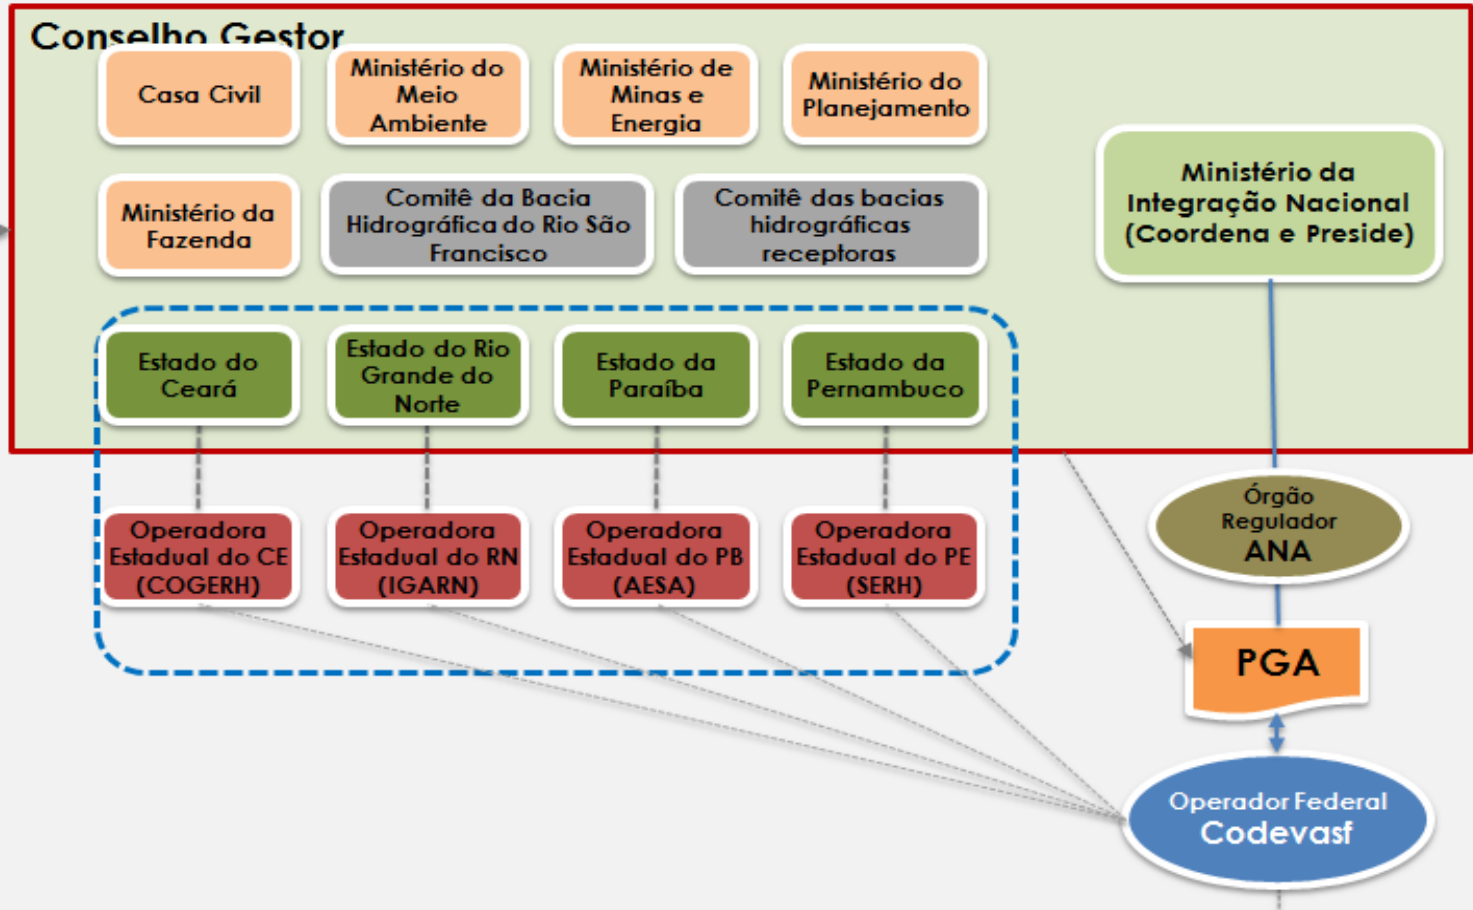 Conselho Gestor
Casa Civil
Ministério do
Meio
Ambiente
Ministério de
Minas e
Energia
Ministério do
Planejamento
Ministério da
Fazenda
Comitê da Bacia
Hidrográfica do Rio São
Francisco
Comitê das bacias
hidrográficas
receptoras
Ministério da
Integração Nacional
(Coordena e Preside)
Estado do
Ceará
Estado do Rio
Grande do
Norte
Estado da
Paraíba
Estado da
Pernambuco
Operadora
Estadual do CE
(COGERH)
Operadora
Estadual do RN
(IGARN)
Operadora
Estadual do PB
(AESA)
Operadora
Estadual do PE
(SERH)
Órgão
Regulador
ANA
PGA
Operador Federal
Codevasf